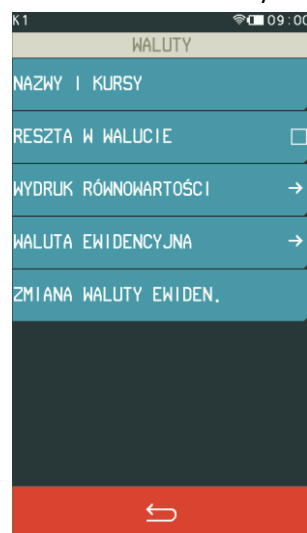 K1 09:00
WALUTY
NAZWY I KURSY
RESZTA W WALUCIE
WYDRUK RÓWNOWARTOŚCI
WALUTA EWIDENCYJNA
ZMIANA WALUTY EWIDEN.